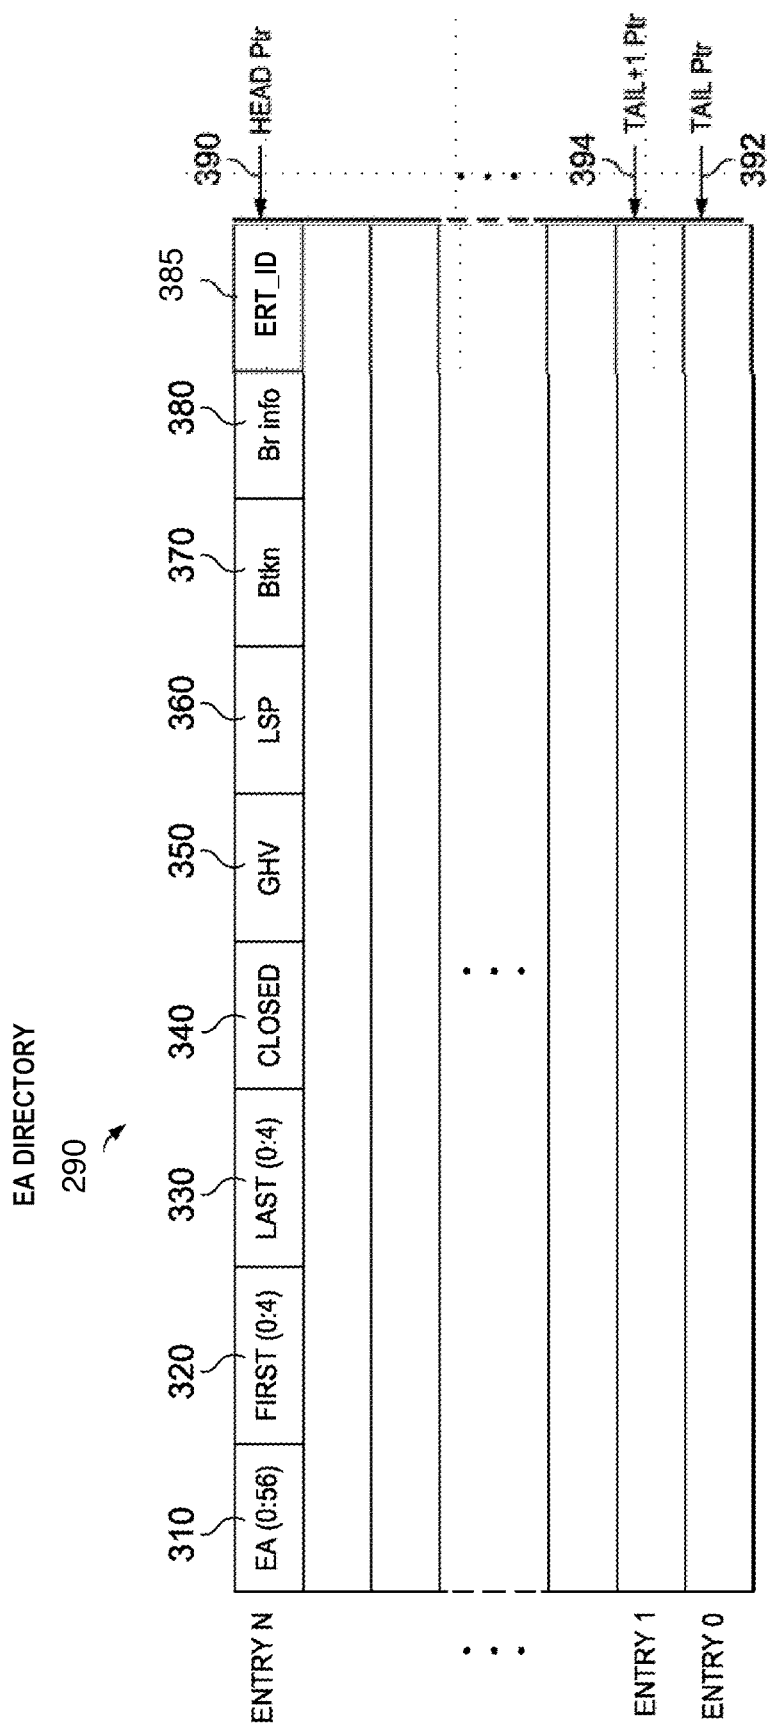 EA DIRECTORY
290
310 320 330 340 350 360 370 380 385
ENTRY N EA (0:56) FIRST (0:4) LAST (0:4) CLOSED GHV LSP Btkn Br info ERT_ID HEAD Ptr
390
394
ENTRY 1 TAIL+1 Ptr
ENTRY 0 TAIL Ptr
392